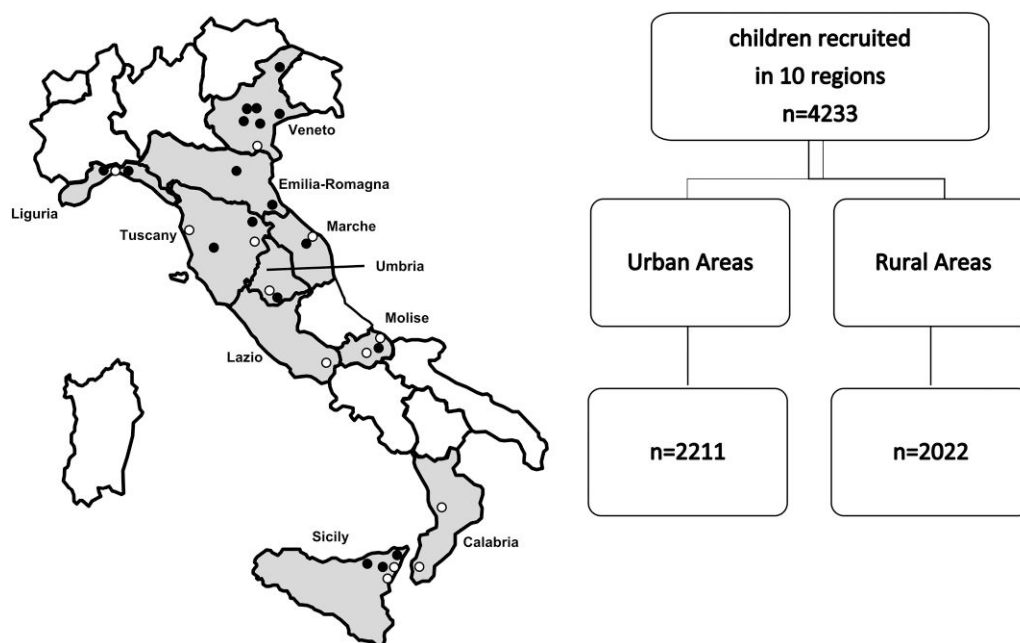 Veneto
Emilia-Romagna
Liguria
Tuscany
Marche
Umbria
Molise
Lazio
Sicily
Calabria
children recruited
in 10 regions
n=4233
Urban Areas
Rural Areas
n=2211
n=2022